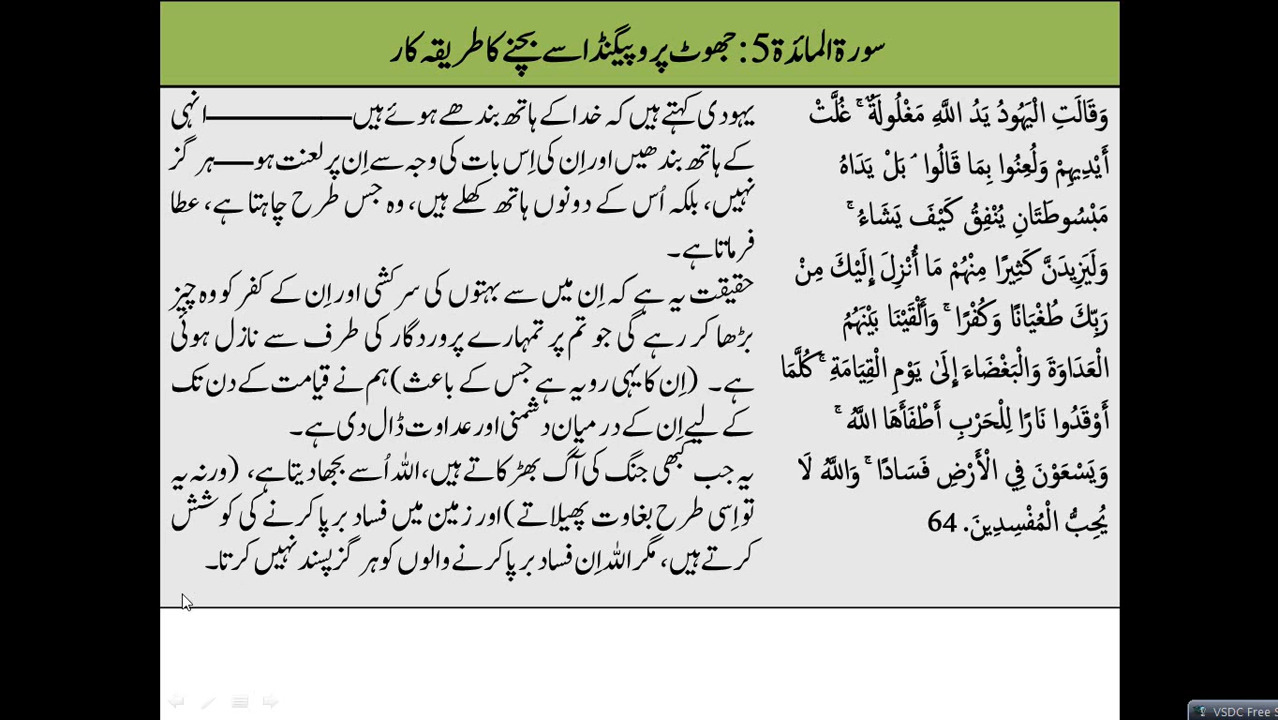 سورة المائدة 5: جھوٹ پروپیگنڈا سے بچنے کا طریقہ کار
وَقَالَتِ الْيَهُودُ يَدُ اللَّهِ مَغْلُولَةٌ ۚ غُلَّتْ
أَيْدِيهِمْ وَلُعِنُوا بِمَا قَالُوا ۘ بَلْ يَدَاهُ
مَبْسُوطَتَانِ يُنْفِقُ كَيْفَ يَشَاءُ ۚ
وَلَيَزِيدَنَّ كَثِيرًا مِنْهُمْ مَا أُنْزِلَ إِلَيْكَ مِنْ
رَبِّكَ طُغْيَانًا وَكُفْرًا ۚ وَأَلْقَيْنَا بَيْنَهُمُ
الْعَدَاوَةَ وَالْبَغْضَاءَ إِلَىٰ يَوْمِ الْقِيَامَةِ ۚ كُلَّمَا
أَوْقَدُوا نَارًا لِلْحَرْبِ أَطْفَأَهَا اللَّهُ ۚ
وَيَسْعَوْنَ فِي الْأَرْضِ فَسَادًا ۚ وَاللَّهُ لَا
يُحِبُّ الْمُفْسِدِينَ. 64
یہودی کہتے ہیں کہ خدا کے ہاتھ بندھے ہوئے ہیں ـــــــــــ انہی
کے ہاتھ بندھیں اور اِن کی اِس بات کی وجہ سے اِن پر لعنت ہو ـــــ ہر گز
نہیں، بلکہ اُس کے دونوں ہاتھ کھلے ہیں، وہ جس طرح چاہتا ہے، عطا
فرماتا ہے۔
حقیقت یہ ہے کہ اِن میں سے بہتوں کی سرکشی اور اِن کے کفر کو وہ چیز
بڑھا کر رہے گی جو تم پر تمہارے پروردگار کی طرف سے نازل ہوئی
ہے۔ (اِن کا یہی رویہ ہے جس کے باعث) ہم نے قیامت کے دن تک
کے لیے اِن کے درمیان دشمنی اور عداوت ڈال دی ہے۔
یہ جب کبھی جنگ کی آگ بھڑکاتے ہیں، اللہ اُسے بجھا دیتا ہے، (ورنہ یہ
تو اِسی طرح بغاوت پھیلاتے) اور زمین میں فساد برپا کرنے کی کوشش
کرتے ہیں، مگر اللہ اِن فساد برپا کرنے والوں کو ہر گز پسند نہیں کرتا۔
VSDC Free S